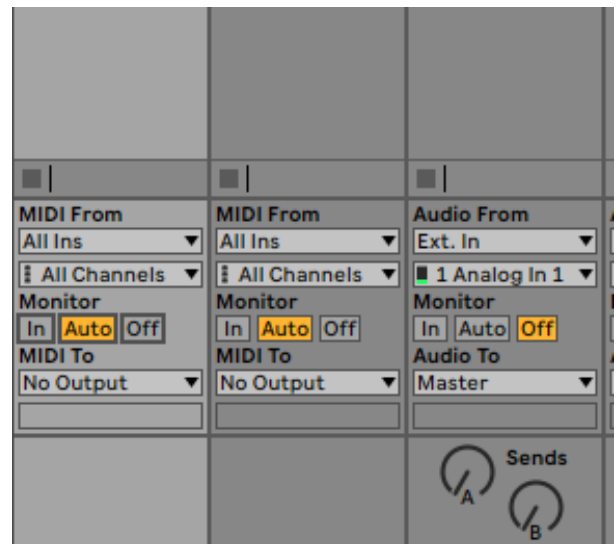 MIDI From
All Ins
All Channels
Monitor
In Auto Off
MIDI To
No Output
MIDI From
All Ins
All Channels
Monitor
In Auto Off
MIDI To
No Output
Audio From
Ext. In
1 Analog In 1
Monitor
In Auto Off
Audio To
Master
Sends
A
B